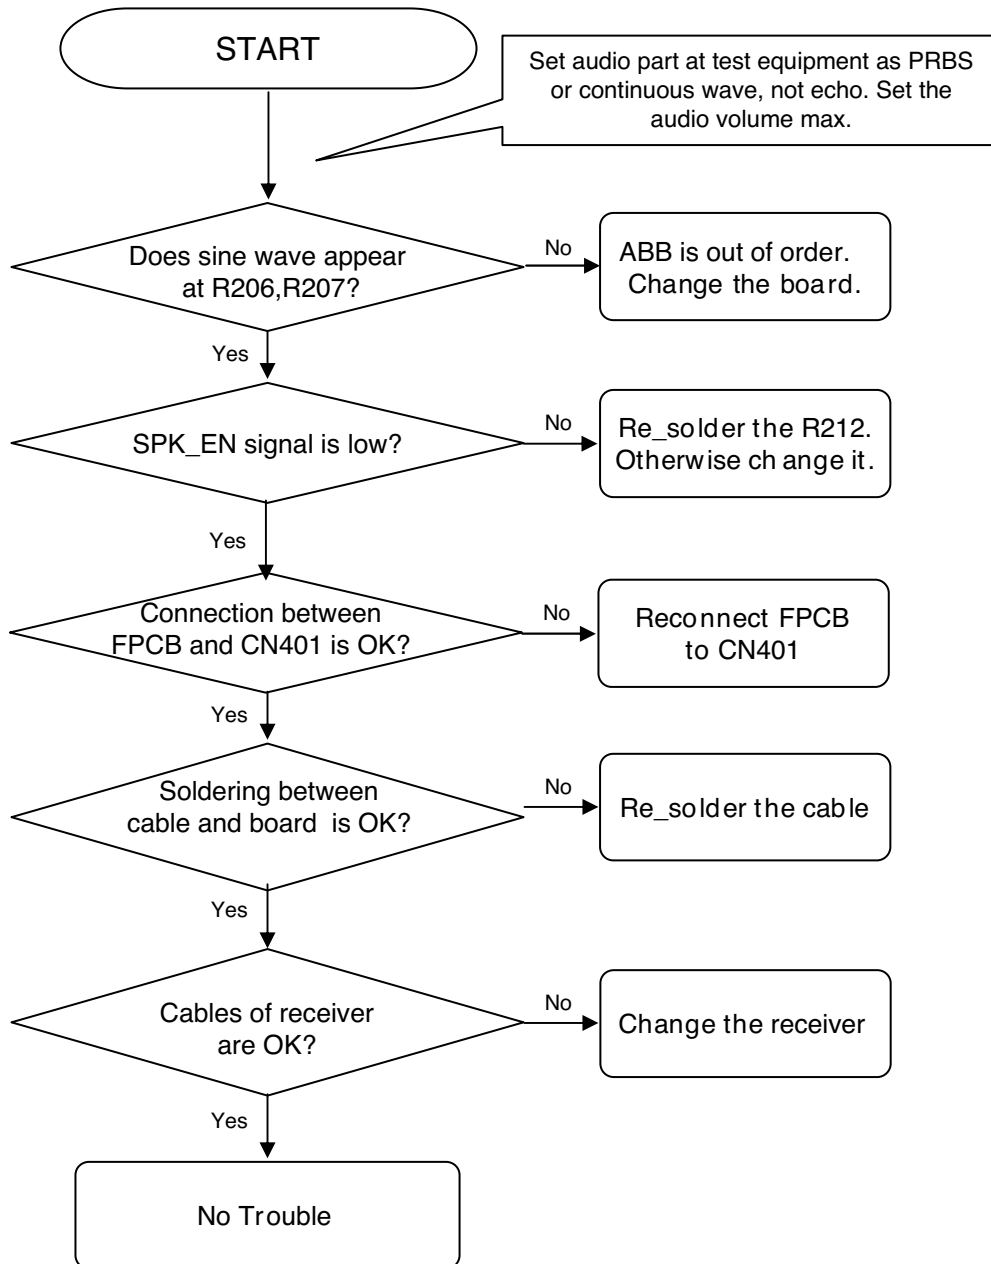 START
Set audio part at test equipment as PRBS
or continuous wave, not echo. Set the
audio volume max.
Does sine wave appear
at R206,R207?
No
ABB is out of order.
Change the board.
Yes
SPK_EN signal is low?
No
Re_solder the R212.
Otherwise change it.
Yes
Connection between
FPCB and CN401 is OK?
No
Reconnect FPCB
to CN401
Yes
Soldering between
cable and board is OK?
No
Re_solder the cable
Yes
Cables of receiver
are OK?
No
Change the receiver
Yes
No Trouble